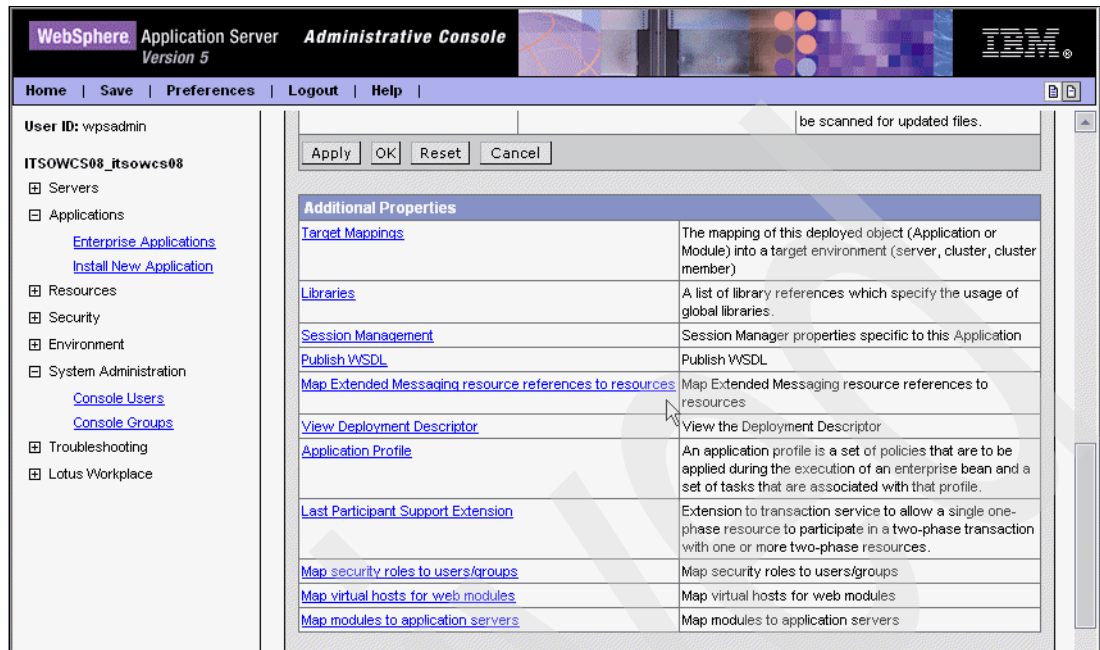 WebSphere. Application Server Administrative Console
Version 5
IBM®
Home | Save | Preferences | Logout | Help |
User ID: wpsadmin
ITSOWCS08_itsowcs08
Servers
Applications
Enterprise Applications
Install New Application
Resources
Security
Environment
System Administration
Console Users
Console Groups
Troubleshooting
Lotus Workplace
be scanned for updated files.
Apply OK Reset Cancel
Additional Properties
Target Mappings
The mapping of this deployed object (Application or
Module) into a target environment (server, cluster, cluster
member)
Libraries
A list of library references which specify the usage of
global libraries.
Session Management
Session Manager properties specific to this Application
Publish WSDL
Publish WSDL
Map Extended Messaging resource references to resources
Map Extended Messaging resource references to
resources
View Deployment Descriptor
View the Deployment Descriptor
Application Profile
An application profile is a set of policies that are to be
applied during the execution of an enterprise bean and a
set of tasks that are associated with that profile.
Last Participant Support Extension
Extension to transaction service to allow a single one-
phase resource to participate in a two-phase transaction
with one or more two-phase resources.
Map security roles to users/groups
Map security roles to users/groups
Map virtual hosts for web modules
Map virtual hosts for web modules
Map modules to application servers
Map modules to application servers